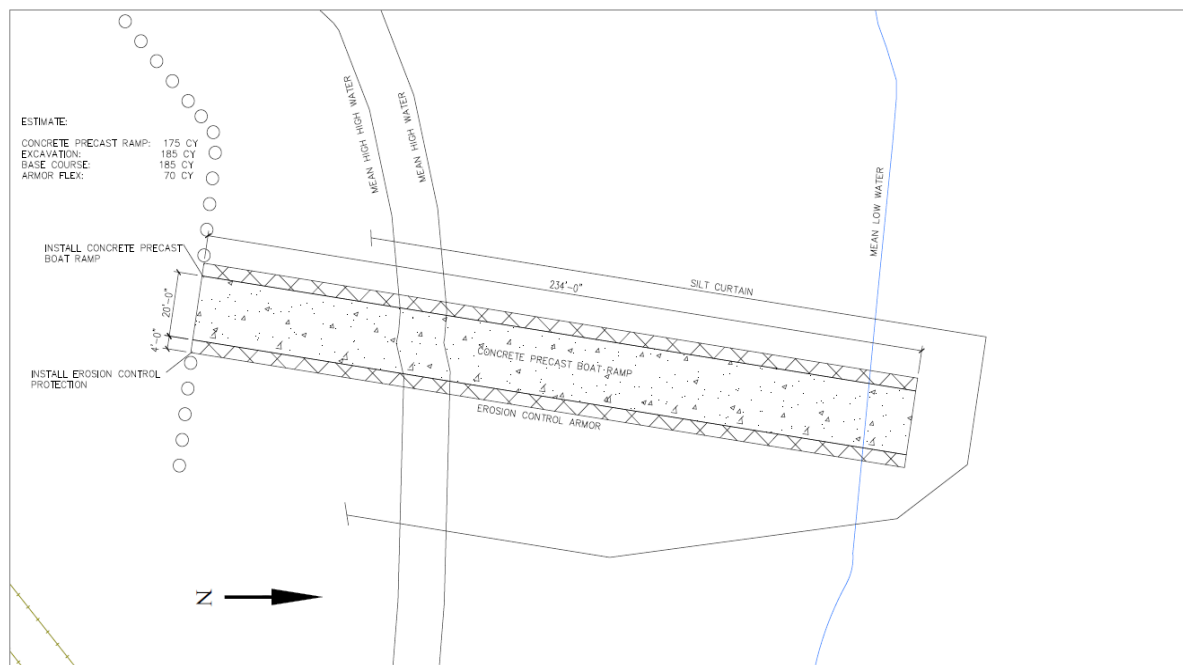 ESTIMATE:
CONCRETE PRECAST RAMP: 175 CY
EXCAVATION: 185 CY
BASE COURSE: 185 CY
ARMOR FLEX: 70 CY
MEAN HIGH HIGH WATER
MEAN HIGH WATER
MEAN LOW WATER
INSTALL CONCRETE PRECAST
BOAT RAMP
SILT CURTAIN
234'-0"
20'-0"
4'-0"
CONCRETE PRECAST BOAT RAMP
INSTALL EROSION CONTROL
PROTECTION
EROSION CONTROL ARMOR
N